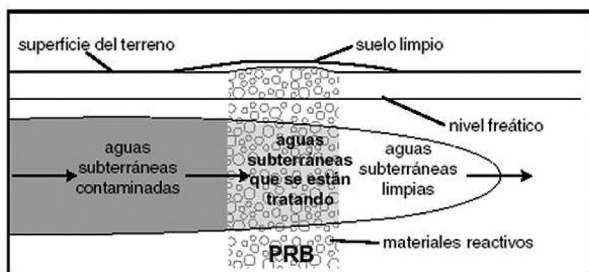 superficie del terreno
suelo limpio
nivel freático
aguas
subterráneas
contaminadas
aguas
subterráneas
que se están
tratando
aguas
subterráneas
limpias
materiales reactivos
PRB